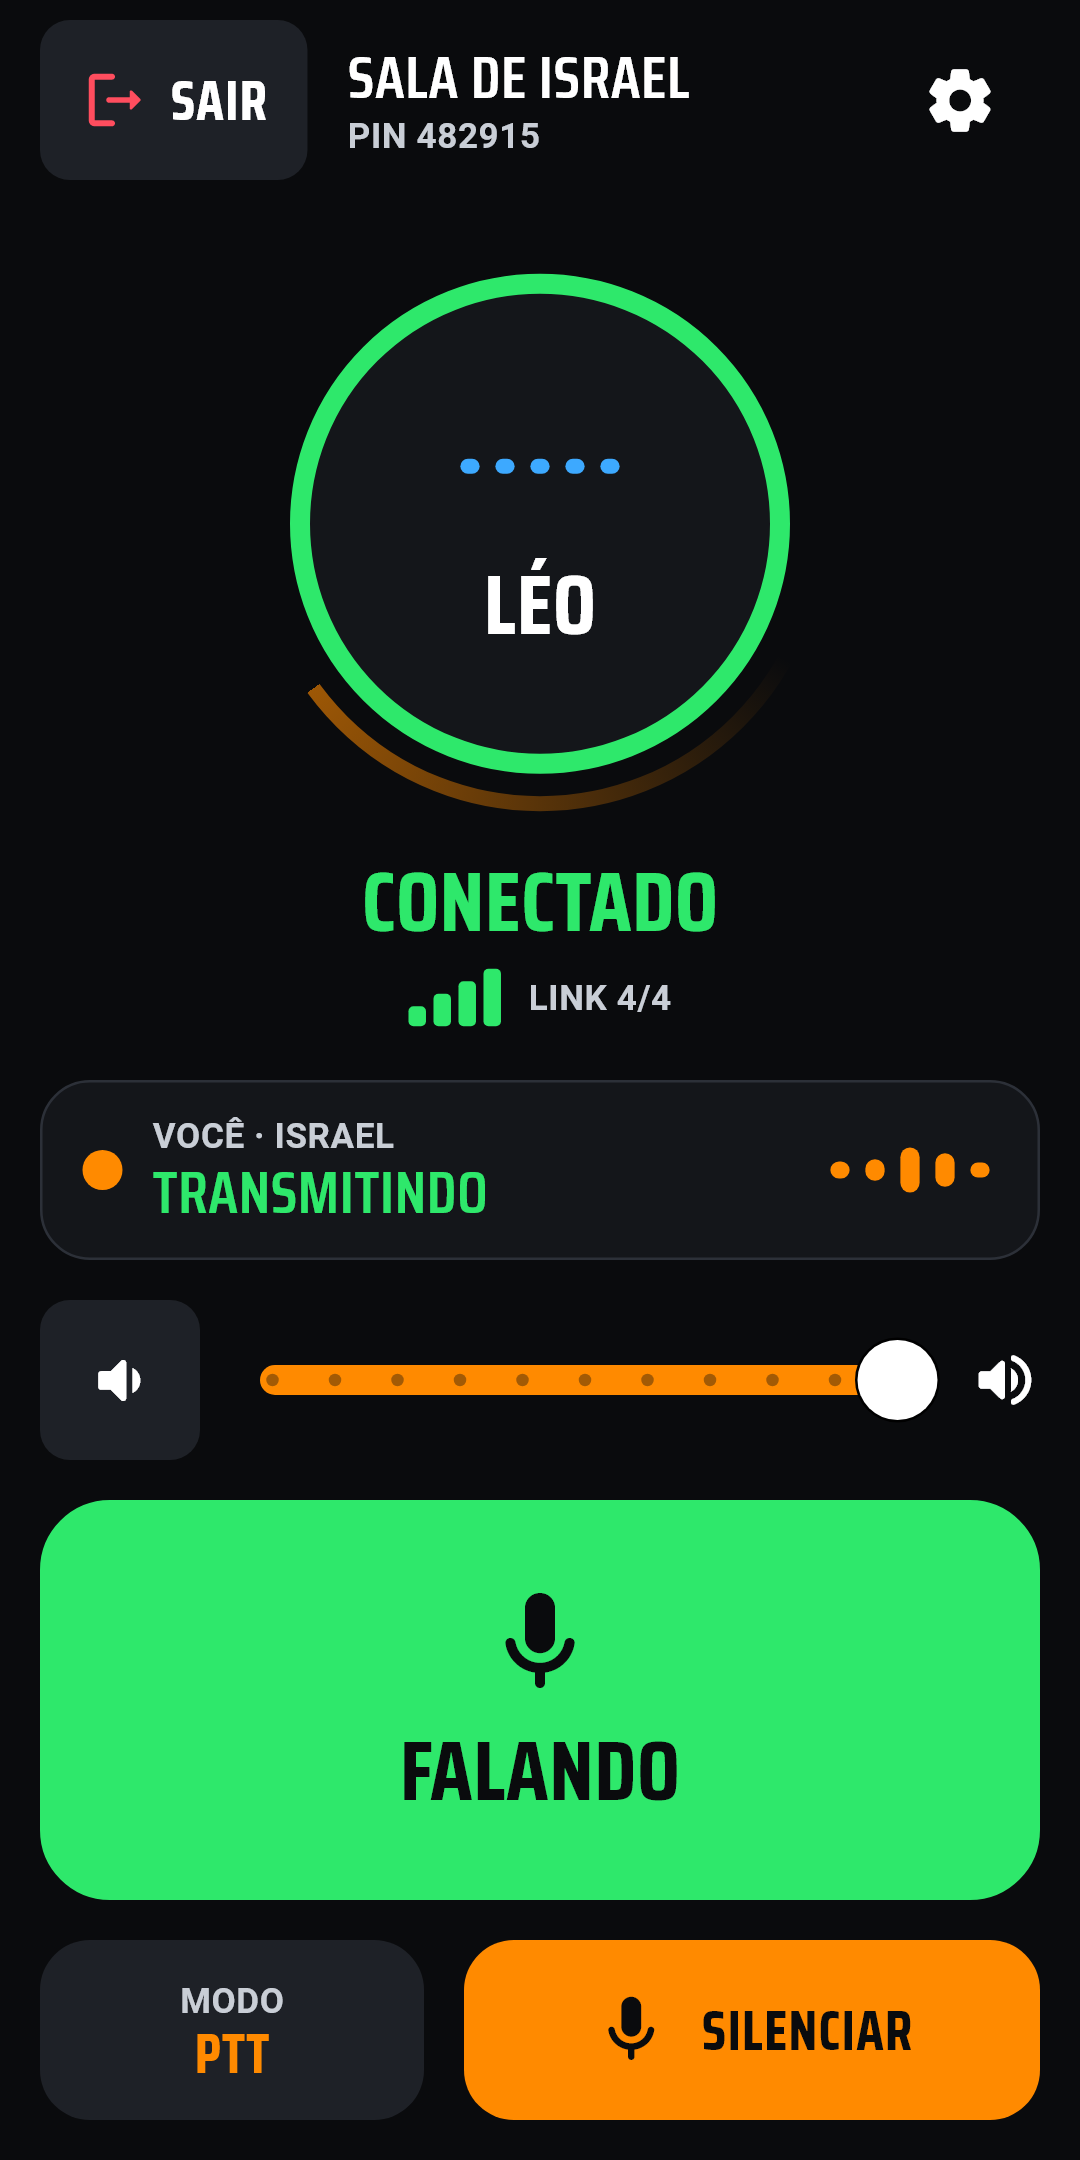 SAIR
SALA DE ISRAEL
PIN 482915
LÉO
CONECTADO
LINK 4/4
VOCÊ · ISRAEL
TRANSMITINDO
FALANDO
MODO
PTT
SILENCIAR